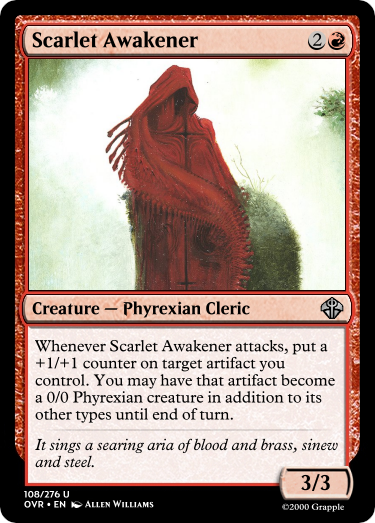 Scarlet Awakener 2
Creature — Phyrexian Cleric
Whenever Scarlet Awakener attacks, put a
+1/+1 counter on target artifact you
control. You may have that artifact become
a 0/0 Phyrexian creature in addition to its
other types until end of turn.
It sings a searing aria of blood and brass, sinew
and steel.
3/3
108/276 U
OVR • EN Allen Williams
©2000 Grapple